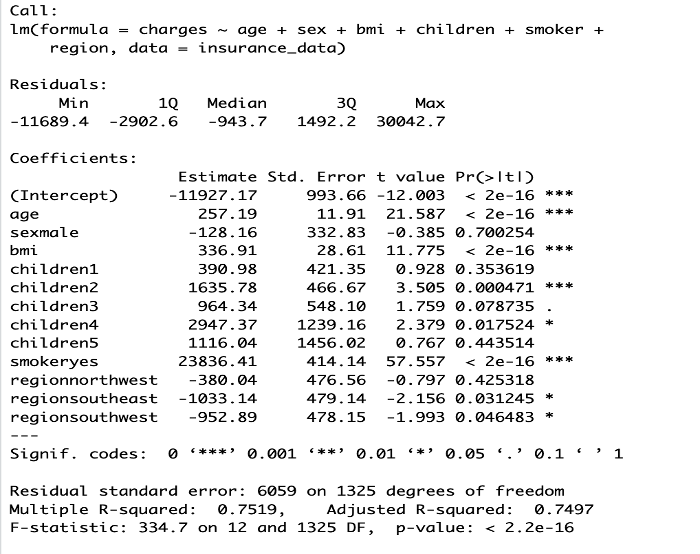 Call:
lm(formula = charges ~ age + sex + bmi + children + smoker +
    region, data = insurance_data)

Residuals:
     Min       1Q   Median       3Q      Max
-11689.4  -2902.6   -943.7   1492.2  30042.7

Coefficients:
                 Estimate Std. Error t value Pr(>|t|)
(Intercept)     -11927.17     993.66 -12.003  < 2e-16 ***
age                257.19      11.91  21.587  < 2e-16 ***
sexmale           -128.16     332.83  -0.385 0.700254
bmi                336.91      28.61  11.775  < 2e-16 ***
children1          390.98     421.35   0.928 0.353619
children2         1635.78     466.67   3.505 0.000471 ***
children3          964.34     548.10   1.759 0.078735 .
children4         2947.37    1239.16   2.379 0.017524 *
children5         1116.04    1456.02   0.767 0.443514
smokeryes        23836.41     414.14  57.557  < 2e-16 ***
regionnorthwest   -380.04     476.56  -0.797 0.425318
regionsoutheast  -1033.14     479.14  -2.156 0.031245 *
regionsouthwest   -952.89     478.15  -1.993 0.046483 *
---
Signif. codes:  0 ‘***’ 0.001 ‘**’ 0.01 ‘*’ 0.05 ‘.’ 0.1 ‘ ’ 1

Residual standard error: 6059 on 1325 degrees of freedom
Multiple R-squared:  0.7519,    Adjusted R-squared:  0.7497
F-statistic: 334.7 on 12 and 1325 DF,  p-value: < 2.2e-16